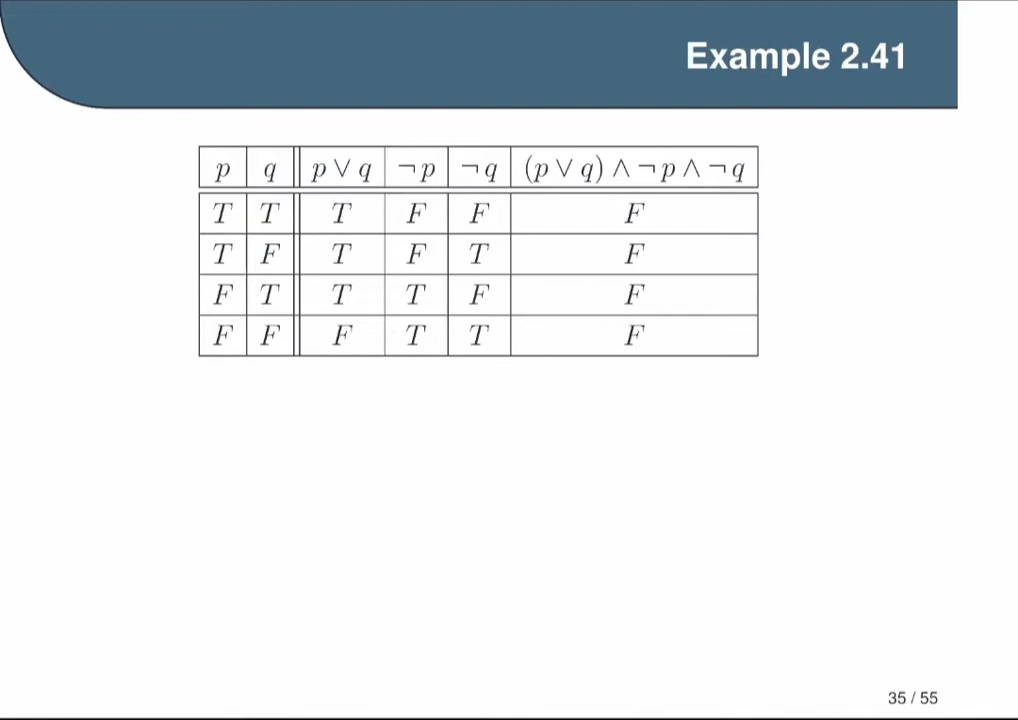 Example 2.41
p q p ∨ q ¬p ¬q (p ∨ q) ∧ ¬p ∧ ¬q
T T T F F F
T F T F T F
F T T T F F
F F F T T F
35 / 55